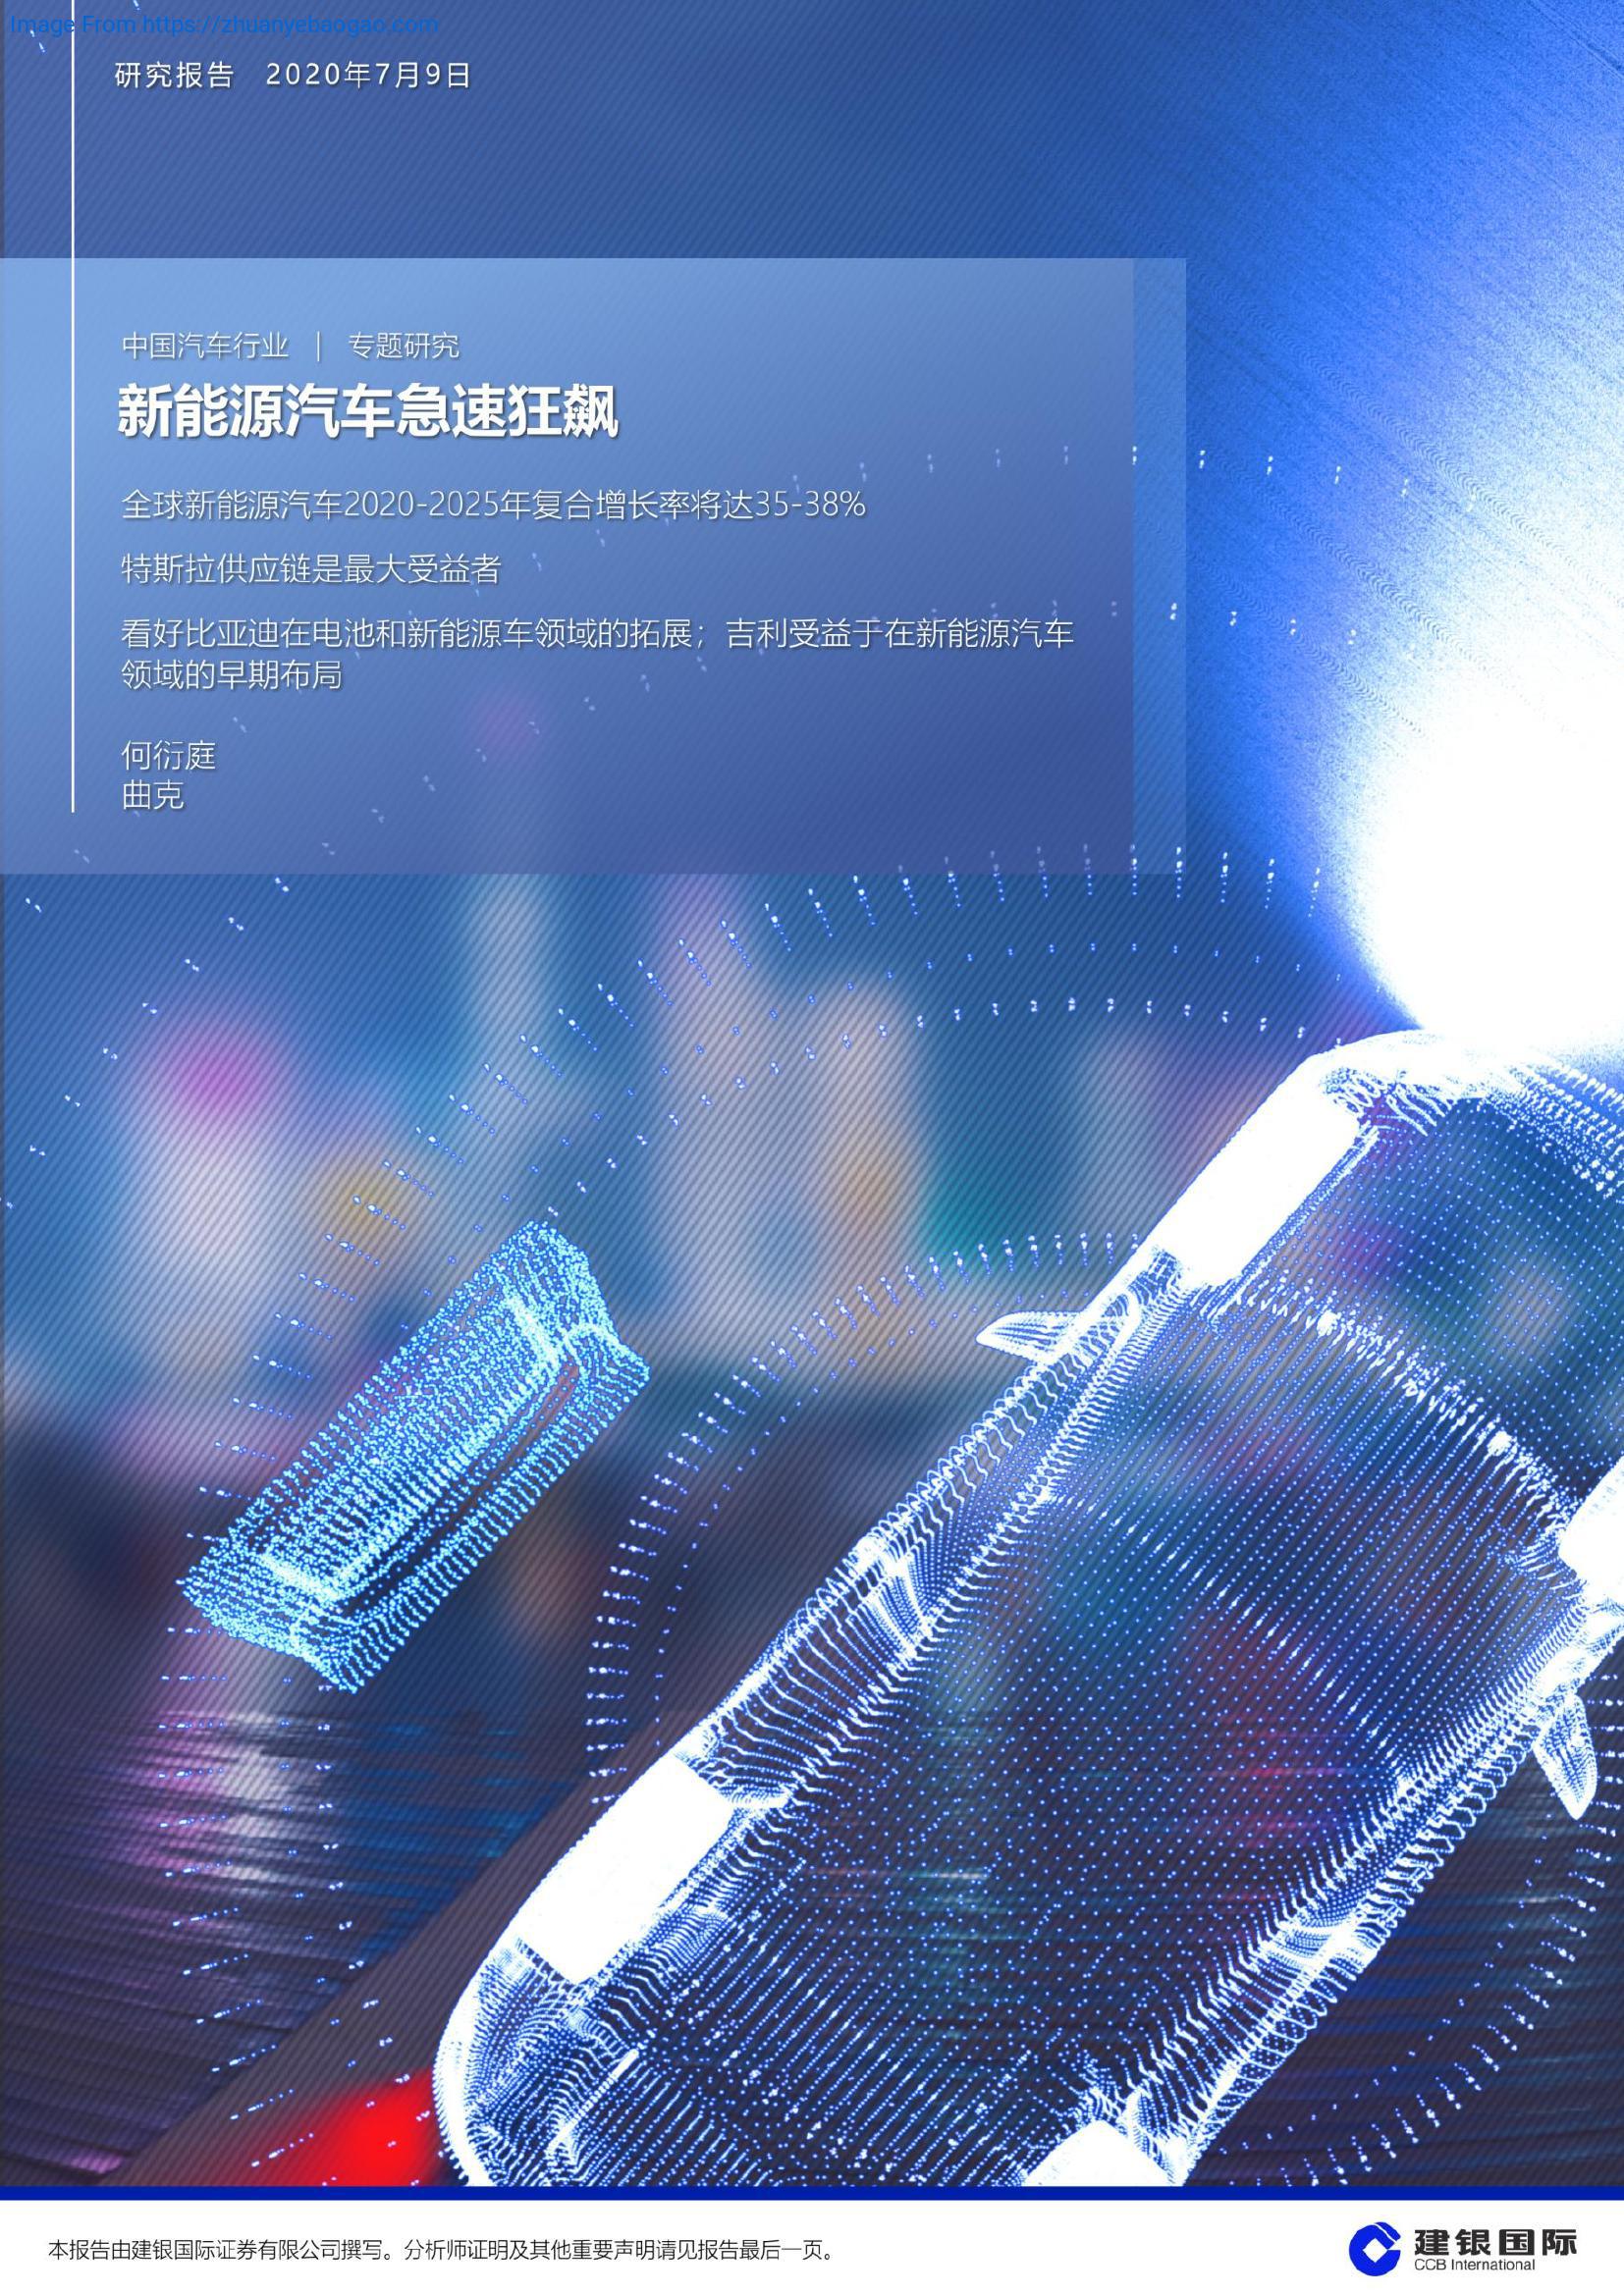 Image From https://zhuanyebaogao.com
研究报告 2020年7月9日
中国汽车行业 | 专题研究
新能源汽车急速狂飙
全球新能源汽车2020-2025年复合增长率将达35-38%
特斯拉供应链是最大受益者
看好比亚迪在电池和新能源车领域的拓展；吉利受益于在新能源汽车
领域的早期布局
何衍庭
曲克
本报告由建银国际证券有限公司撰写。分析师证明及其他重要声明请见报告最后一页。
建银国际
CCB International